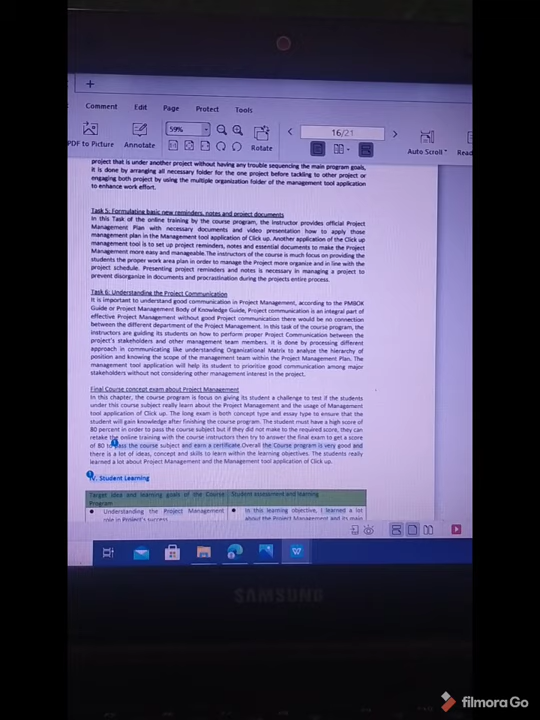 +
Comment Edit Page Protect Tools
PDF to Picture Annotate 59% Rotate 16/21 Auto Scroll Read
project that is under another project without having any trouble sequencing the main program goals,
it is done by arranging all necessary folder for the one project before tackling to other project or
engaging both project by using the multiple organization folder of the management tool application
to enhance work effort.
Task 5: Formulating basic new reminders, notes and project documents
In this Task of the online training by the course program, the instructor provides official Project
Management Plan with necessary documents and video presentation how to apply those
management plan in the Management tool application of Click up. Another application of the Click up
management tool is to set up project reminders, notes and essential documents to make the Project
Management more easy and manageable.The instructors of the course is much focus on providing the
students the proper work area plan in order to manage the Project more organize and in line with the
project schedule. Presenting project reminders and notes is necessary in managing a project to
prevent disorganize in documents and procrastination during the projects entire process.
Task 6: Understanding the Project Communication
It is important to understand good communication in Project Management, according to the PMBOK
Guide or Project Management Body of Knowledge Guide, Project communication is an integral part of
effective Project Management without good Project communication there would be no connection
between the different department of the Project Management. In this task of the course program, the
instructors are guiding its students on how to perform proper Project Communication between the
project's stakeholders and other management team members. it is done by processing different
approach in communicating like understanding Organizational Matrix to analyze the hierarchy of
position and knowing the scope of the management team within the Project Management Plan. The
management tool application will help its student to prioritize good communication among major
stakeholders without not considering other management interest in the project.
Final Course concept exam about Project Management
In this chapter, the course program is focus on giving its student a challenge to test if the students
under this course subject really learn about the Project Management and the usage of Management
tool application of Click up. The long exam is both concept type and essay type to ensure that the
student will gain knowledge after finishing the course program. The student must have a high score of
80 percent in order to pass the course subject but if they did not make to the required score, they can
retake the online training with the course instructors then try to answer the final exam to get a score
of 80 to pass the course subject and earn a certificate.Overall the Course program is very good and
there is a lot of ideas, concept and skills to learn within the learning objectives. The students really
learned a lot about Project Management and the Management tool application of Click up.
IV. Student Learning
Target idea and learning goals of the Course Student assessment and learning
Program
● Understanding the Project Management ● In this learning objective, I learned a lot
role in Project's success about the Project Management and its main
SAMSUNG
filmora Go